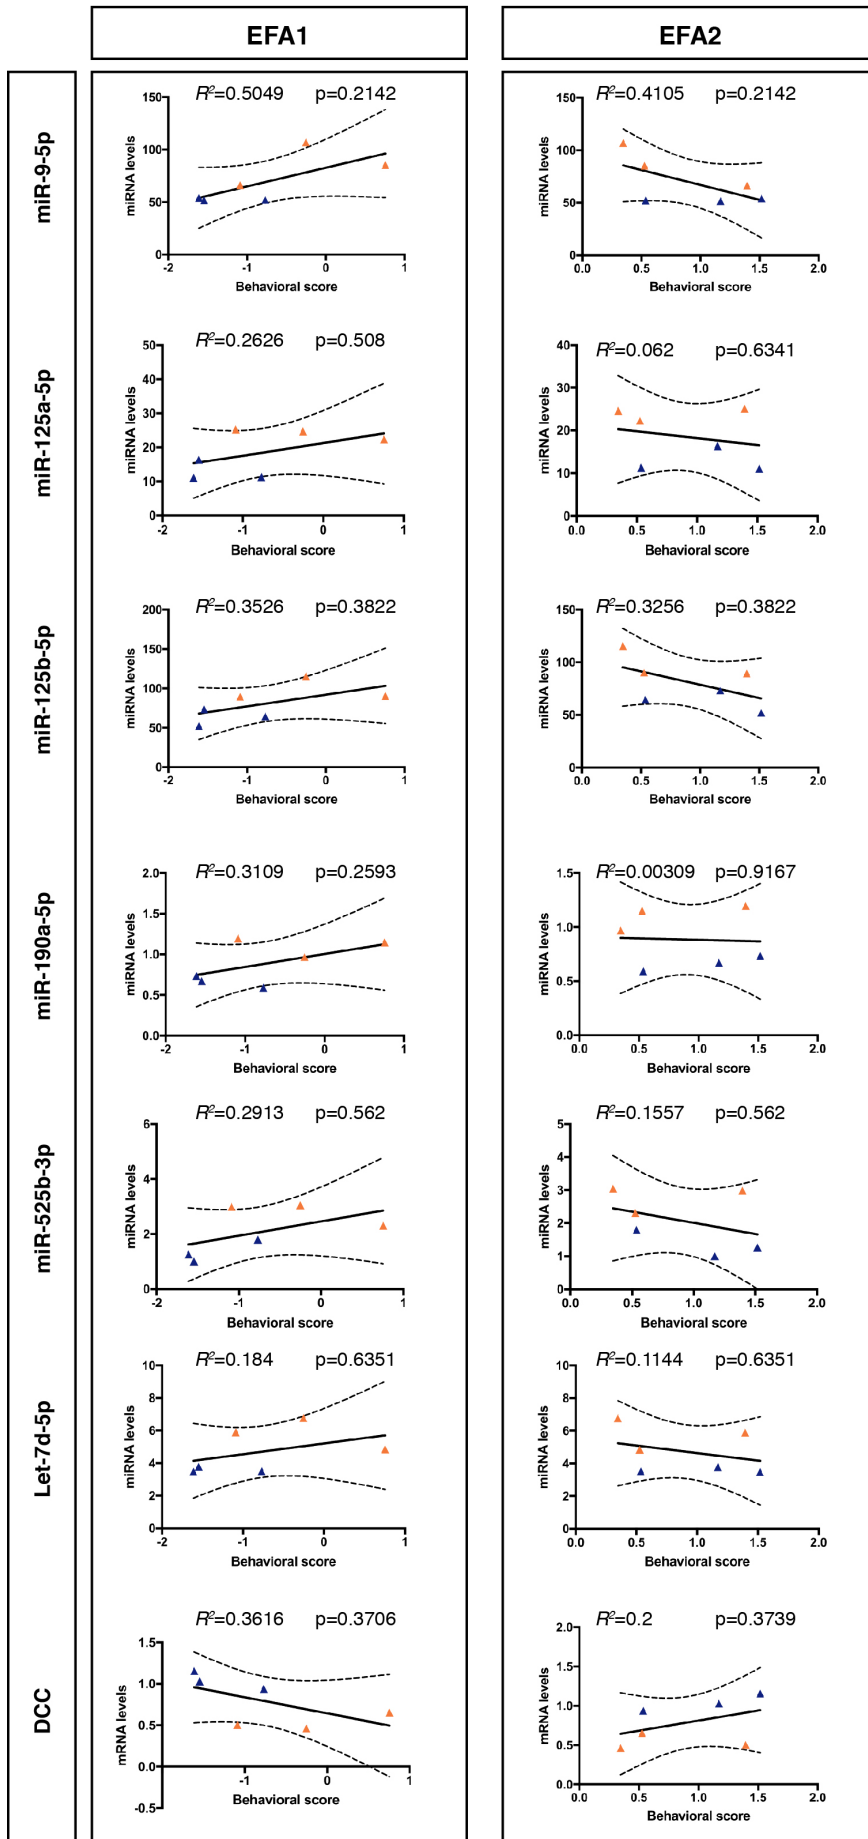 EFA1 EFA2
miR-9-5p
R²=0.5049 p=0.2142
150
100
50
0
miRNA levels
-2 -1 0 1
Behavioral score
R²=0.4105 p=0.2142
150
100
50
0
miRNA levels
0.0 0.5 1.0 1.5 2.0
Behavioral score
miR-125a-5p
R²=0.2626 p=0.508
50
40
30
20
10
0
miRNA levels
-2 -1 0 1
Behavioral score
R²=0.062 p=0.6341
40
30
20
10
0
miRNA levels
0.0 0.5 1.0 1.5 2.0
Behavioral score
miR-125b-5p
R²=0.3526 p=0.3822
200
150
100
50
0
miRNA levels
-2 -1 0 1
Behavioral score
R²=0.3256 p=0.3822
150
100
50
0
miRNA levels
0.0 0.5 1.0 1.5 2.0
Behavioral score
miR-190a-5p
R²=0.3109 p=0.2593
2.0
1.5
1.0
0.5
0.0
miRNA levels
-2 -1 0 1
Behavioral score
R²=0.00309 p=0.9167
1.5
1.0
0.5
0.0
miRNA levels
0.0 0.5 1.0 1.5 2.0
Behavioral score
miR-525b-3p
R²=0.2913 p=0.562
6
4
2
0
miRNA levels
-2 -1 0 1
Behavioral score
R²=0.1557 p=0.562
5
4
3
2
1
0
miRNA levels
0.0 0.5 1.0 1.5 2.0
Behavioral score
Let-7d-5p
R²=0.184 p=0.6351
10
8
6
4
2
0
miRNA levels
-2 -1 0 1
Behavioral score
R²=0.1144 p=0.6351
10
8
6
4
2
0
miRNA levels
0.0 0.5 1.0 1.5 2.0
Behavioral score
DCC
R²=0.3616 p=0.3706
1.5
1.0
0.5
0.0
-0.5
mRNA levels
-1 0 1
Behavioral score
R²=0.2 p=0.3739
2.0
1.5
1.0
0.5
0.0
mRNA levels
0.0 0.5 1.0 1.5 2.0
Behavioral score